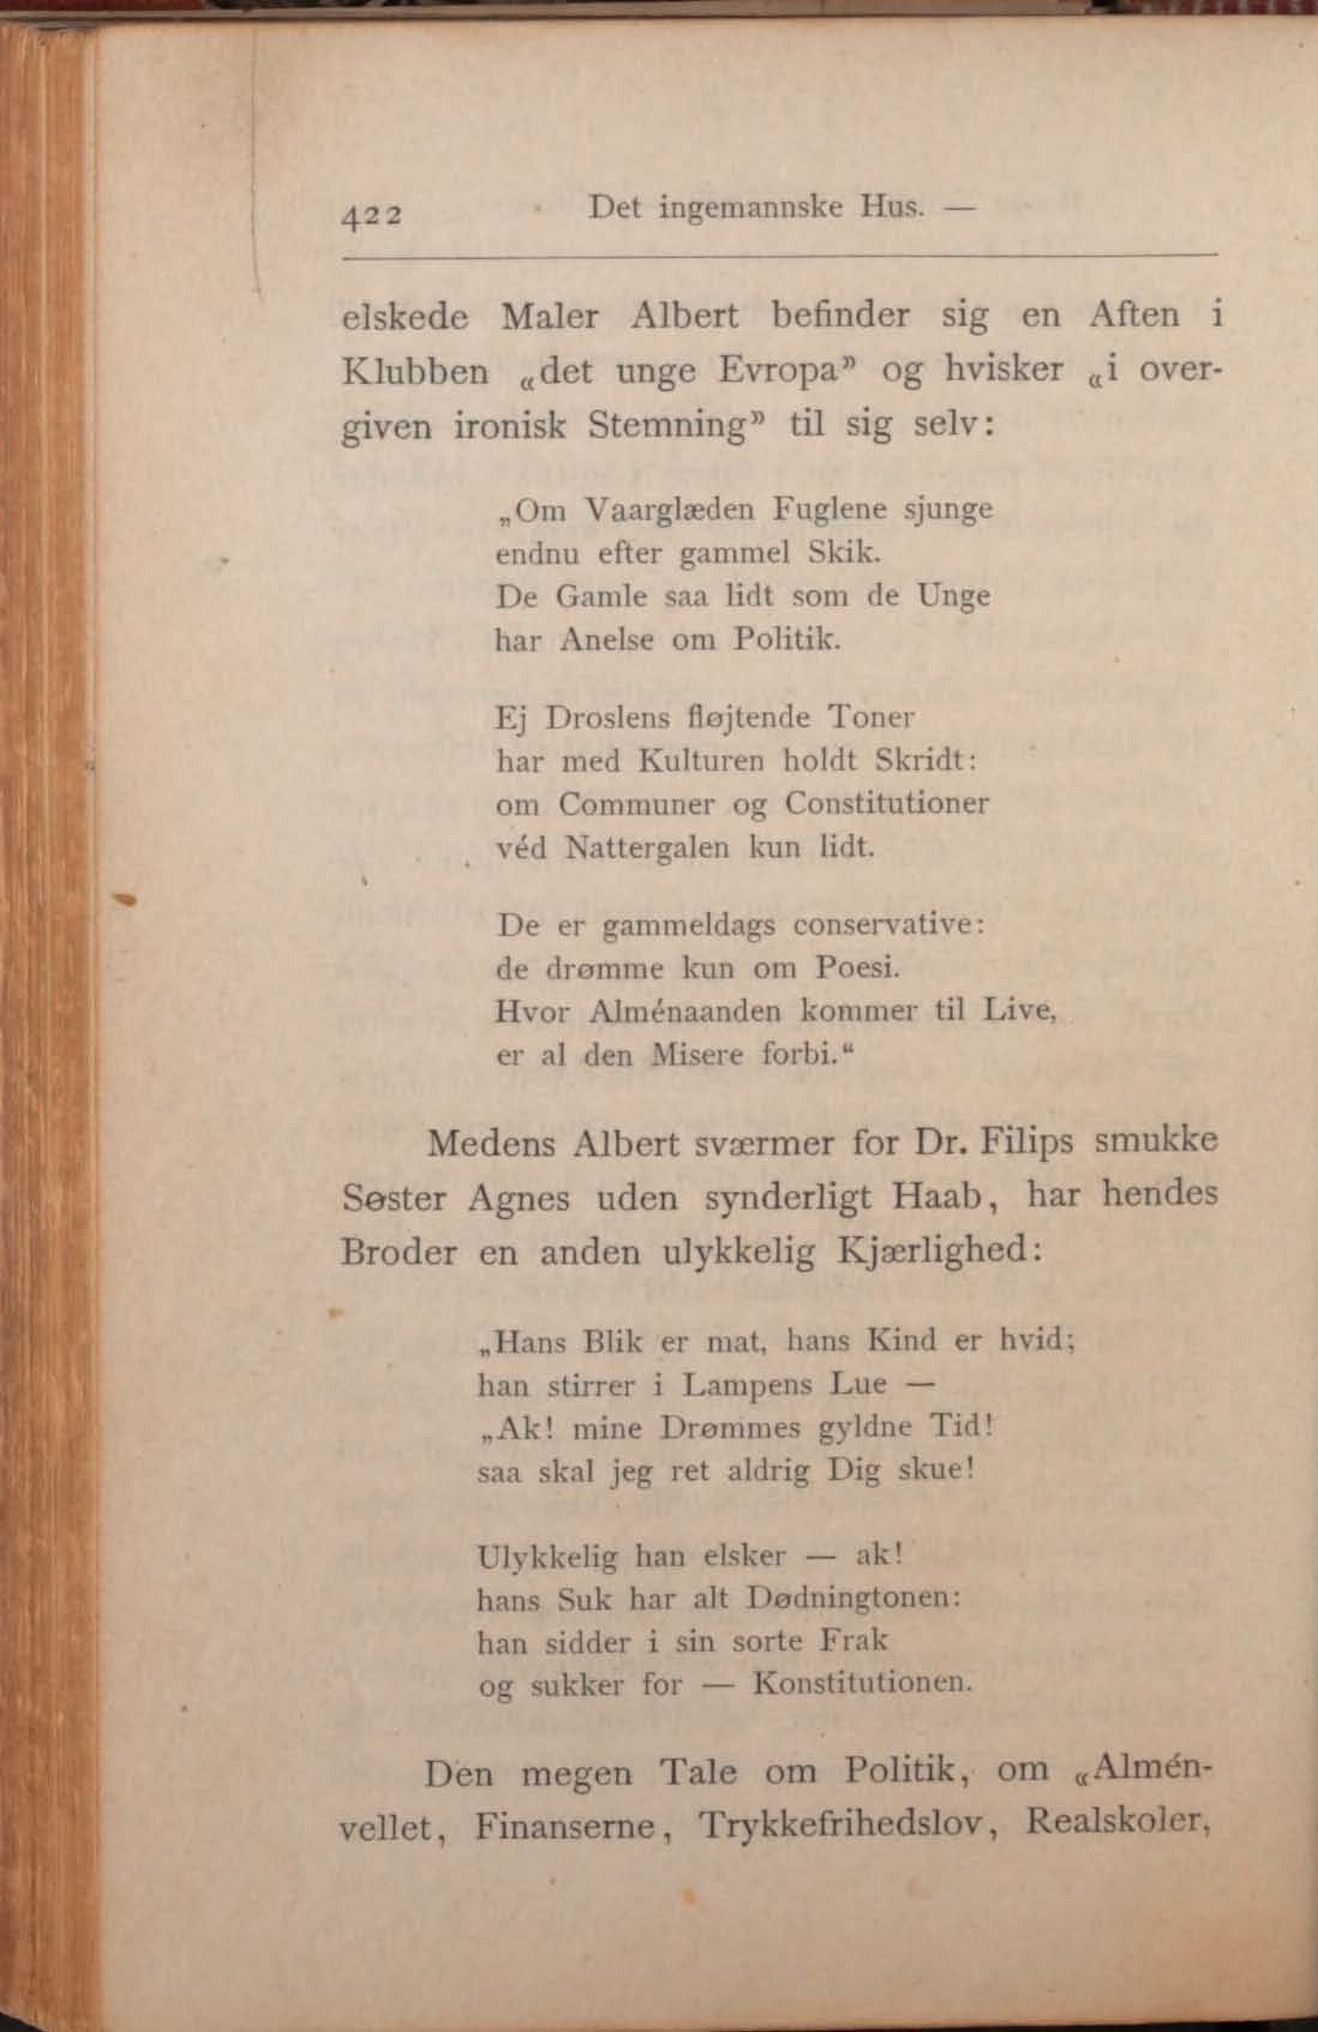 422 Det ingemannske Hus. —
elskede Maler Albert befinder sig en Aften i
Klubben «det unge Evropa» og hvisker «i over-
given ironisk Stemning» til sig selv:
„Om Vaarglæden Fuglene sjunge
endnu efter gammel Skik.
De Gamle saa lidt som de Unge
har Anelse om Politik.
Ej Droslens fløjtende Toner
har med Kulturen holdt Skridt:
om Communer og Constitutioner
véd Nattergalen kun lidt.
De er gammeldags conservative:
de drømme kun om Poesi.
Hvor Alménaanden kommer til Live,
er al den Misere forbi.“
Medens Albert sværmer for Dr. Filips smukke
Søster Agnes uden synderligt Haab, har hendes
Broder en anden ulykkelig Kjærlighed:
„Hans Blik er mat, hans Kind er hvid;
han stirrer i Lampens Lue —
„Ak! mine Drømmes gyldne Tid!
saa skal jeg ret aldrig Dig skue!
Ulykkelig han elsker — ak!
hans Suk har alt Dødningtonen:
han sidder i sin sorte Frak
og sukker for — Konstitutionen.
Den megen Tale om Politik, om «Almén-
vellet, Finanserne, Trykkefrihedslov, Realskoler,